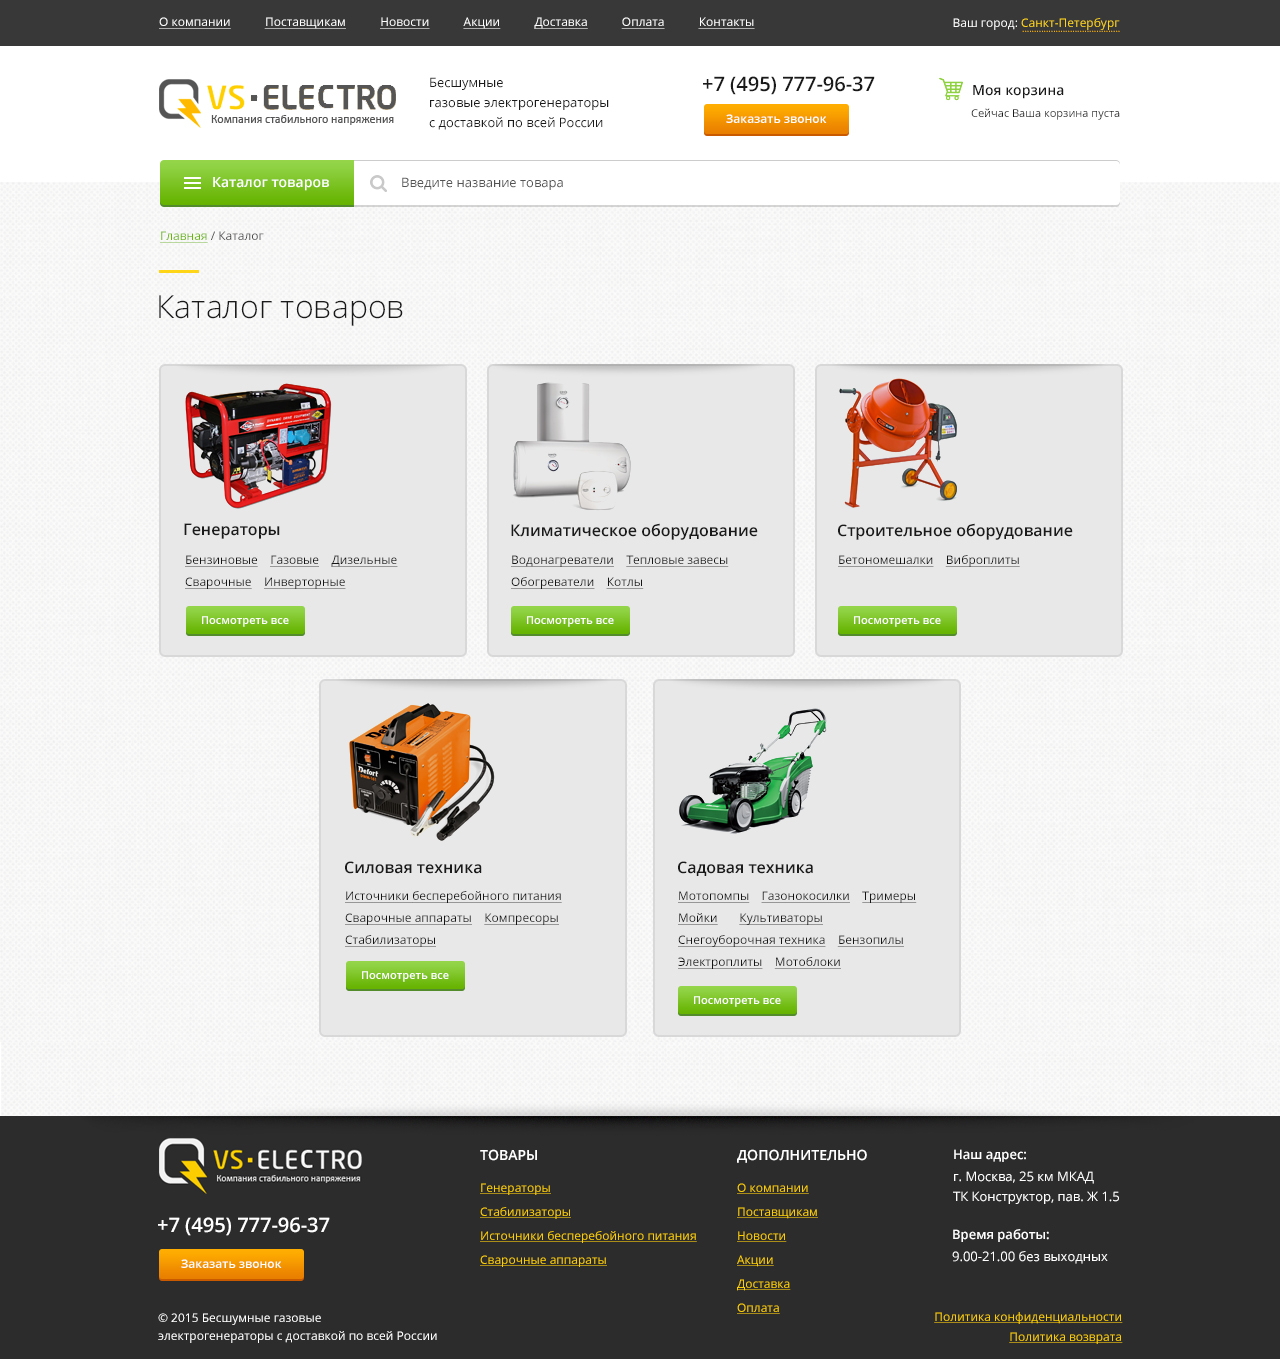 О компании Поставщикам Новости Акции Доставка Оплата Контакты Ваш город: Санкт-Петербург
VS·ELECTRO
Компания стабильного напряжения
Бесшумные
газовые электрогенераторы
с доставкой по всей России
+7 (495) 777-96-37
Заказать звонок
Моя корзина
Сейчас Ваша корзина пуста
Каталог товаров
Введите название товара
Главная / Каталог
Каталог товаров
Генераторы
Бензиновые Газовые Дизельные
Сварочные Инверторные
Посмотреть все
Климатическое оборудование
Водонагреватели Тепловые завесы
Обогреватели Котлы
Посмотреть все
Строительное оборудование
Бетономешалки Виброплиты
Посмотреть все
Defort
Силовая техника
Источники бесперебойного питания
Сварочные аппараты Компресоры
Стабилизаторы
Посмотреть все
Садовая техника
Мотопомпы Газонокосилки Тримеры
Мойки Культиваторы
Снегоуборочная техника Бензопилы
Электроплиты Мотоблоки
Посмотреть все
VS·ELECTRO
Компания стабильного напряжения
+7 (495) 777-96-37
Заказать звонок
© 2015 Бесшумные газовые
электрогенераторы с доставкой по всей России
ТОВАРЫ
Генераторы
Стабилизаторы
Источники бесперебойного питания
Сварочные аппараты
ДОПОЛНИТЕЛЬНО
О компании
Поставщикам
Новости
Акции
Доставка
Оплата
Наш адрес:
г. Москва, 25 км МКАД
ТК Конструктор, пав. Ж 1.5
Время работы:
9.00-21.00 без выходных
Политика конфиденциальности
Политика возврата